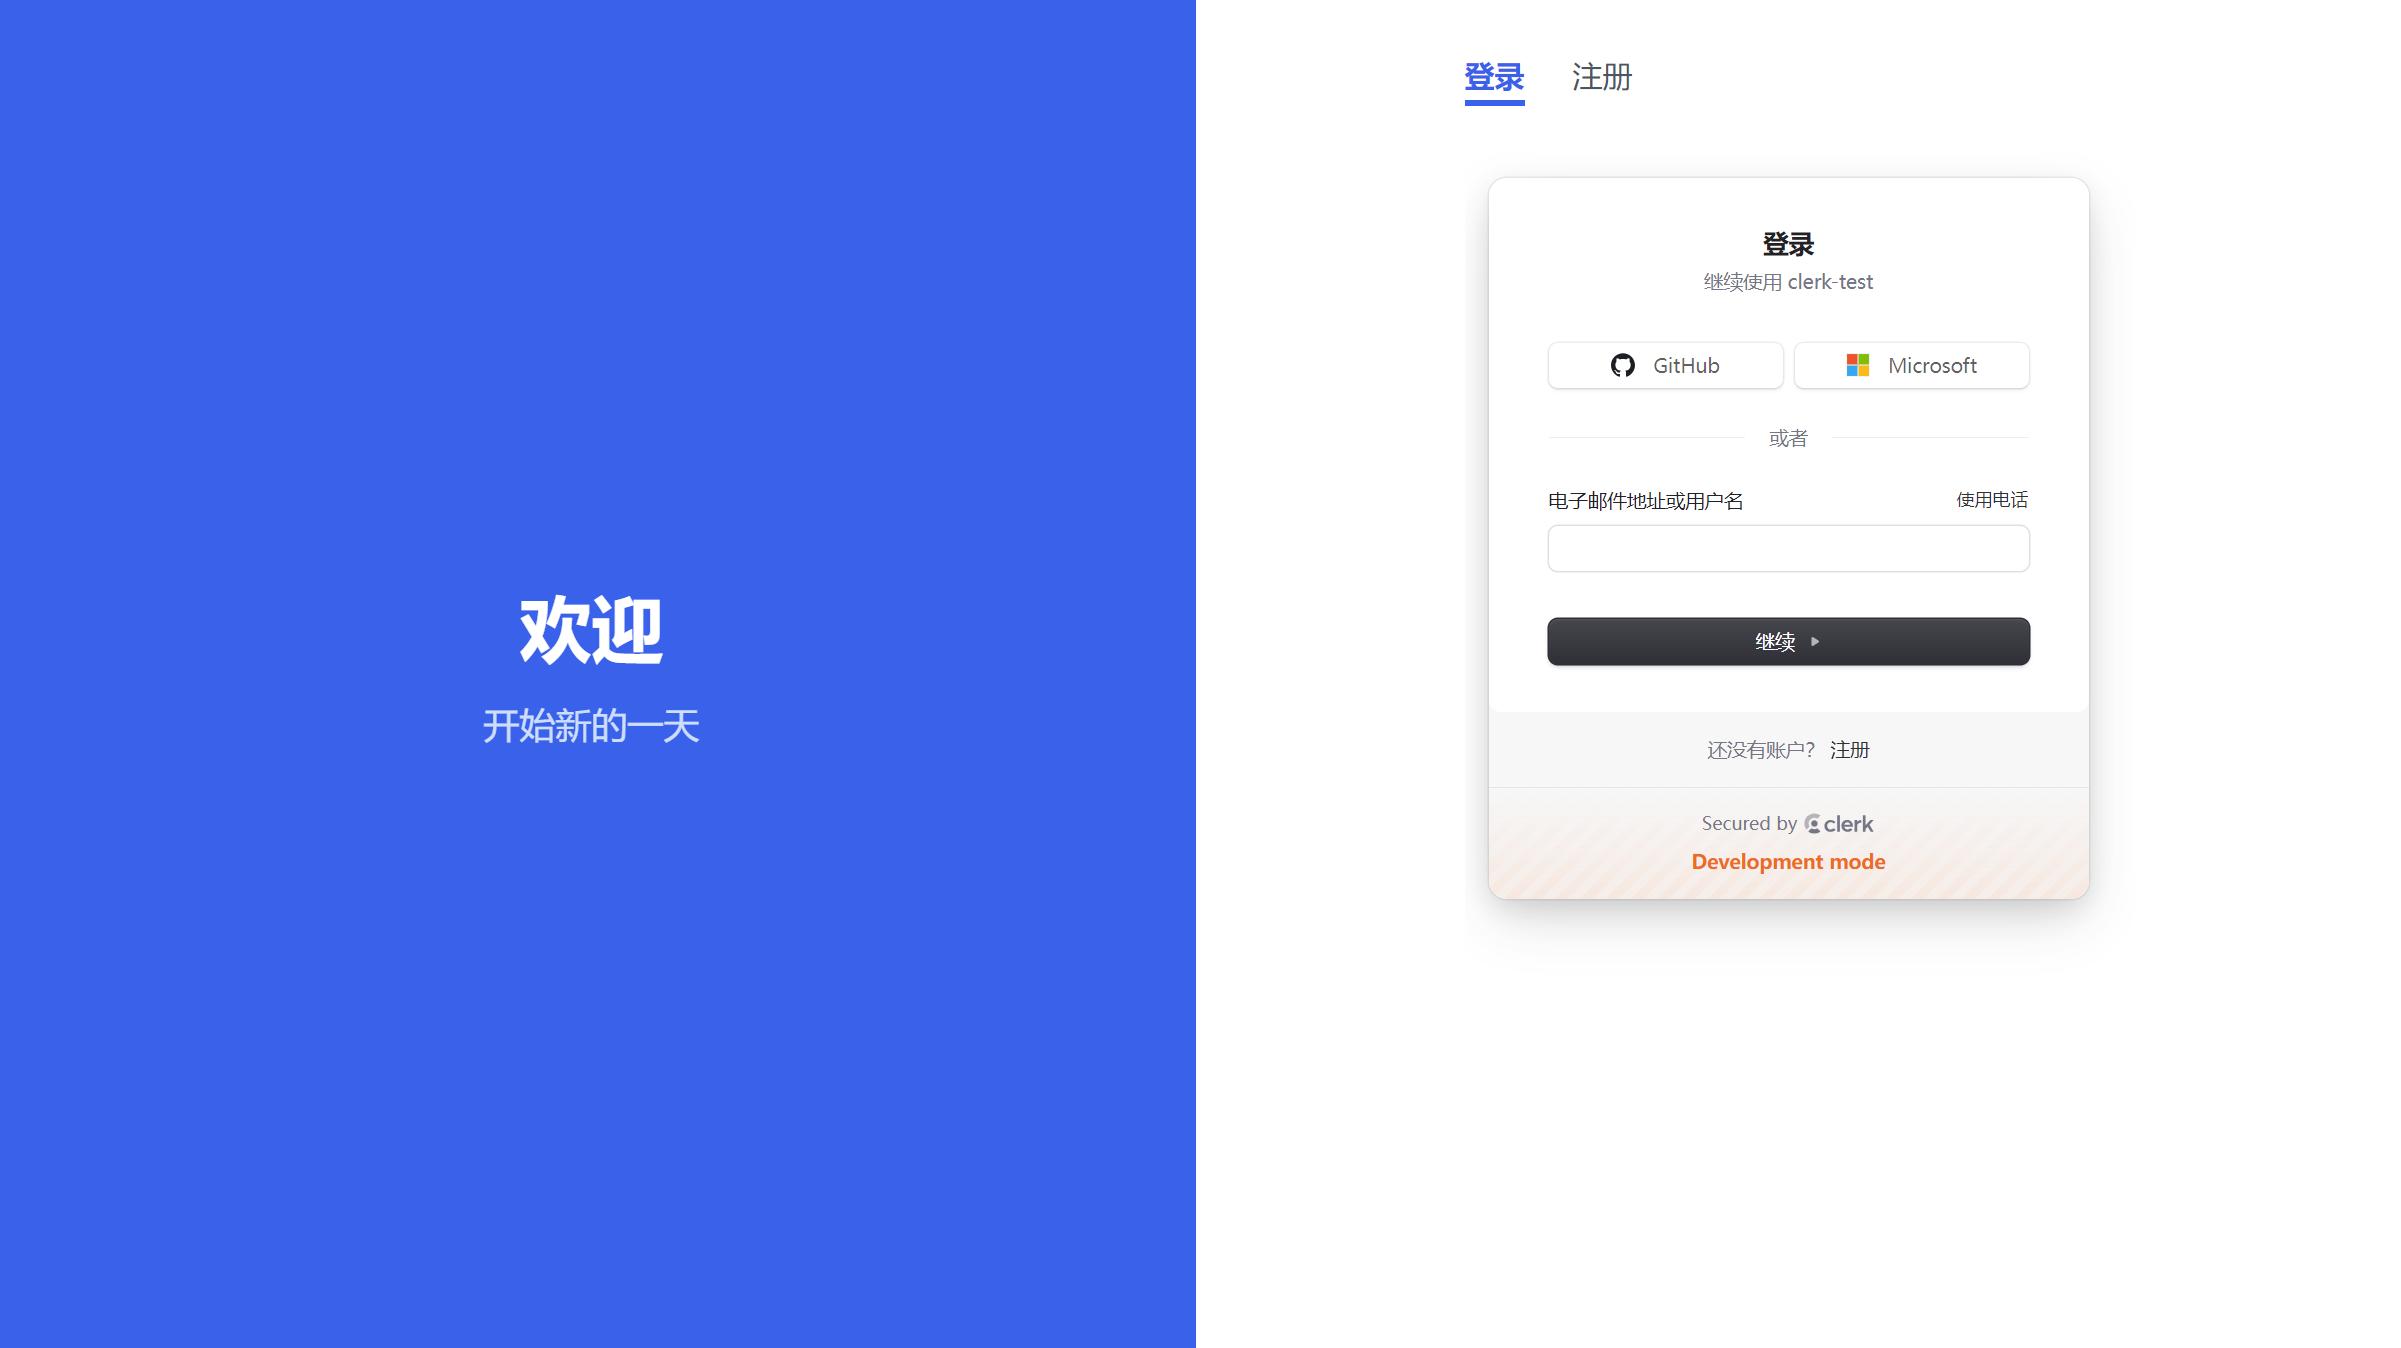 欢迎
开始新的一天
登录 注册
登录
继续使用 clerk-test
GitHub Microsoft
或者
电子邮件地址或用户名 使用电话
继续
还没有账户？ 注册
Secured by clerk
Development mode